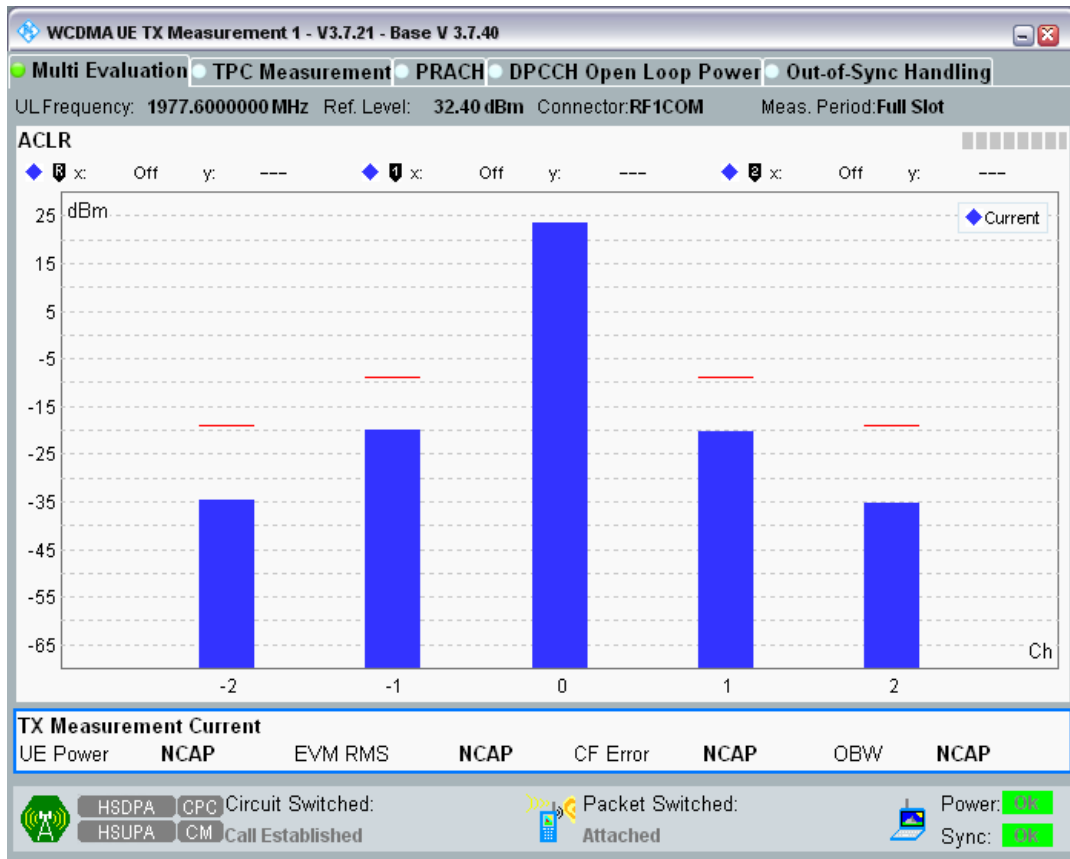 WCDMA UE TX Measurement 1 - V3.7.21 - Base V 3.7.40
Multi Evaluation TPC Measurement PRACH DPCCH Open Loop Power Out-of-Sync Handling
UL Frequency: 1977.6000000 MHz Ref. Level: 32.40 dBm Connector:RF1COM Meas. Period:Full Slot
ACLR
R x: Off y: --- 1 x: Off y: --- 2 x: Off y: ---
dBm
Current
25
15
5
-5
-15
-25
-35
-45
-55
-65
Ch
-2 -1 0 1 2
TX Measurement Current
UE Power NCAP EVM RMS NCAP CF Error NCAP OBW NCAP
HSDPA CPC Circuit Switched: Packet Switched: Power: Ok
HSUPA CM Call Established Attached Sync: Ok